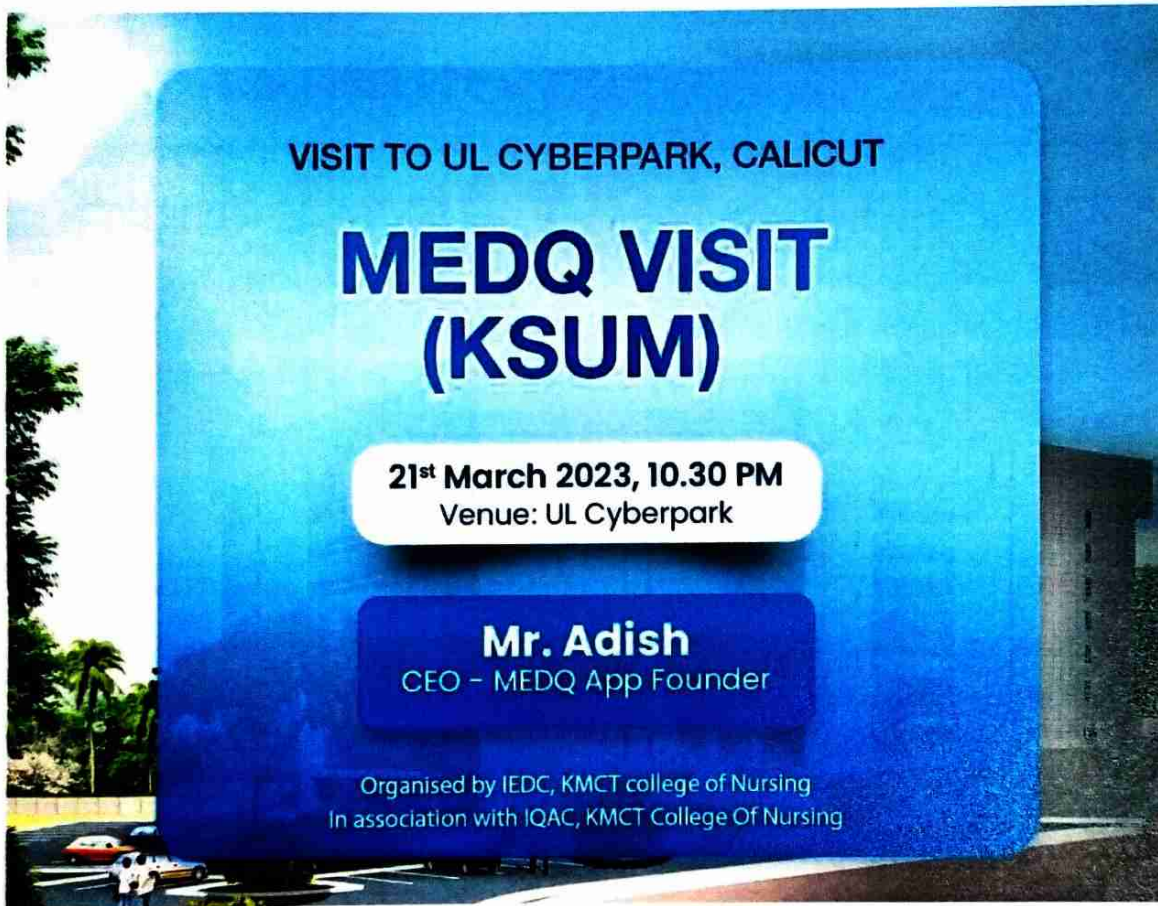 VISIT TO UL CYBERPARK, CALICUT
MEDQ VISIT
(KSUM)
21st March 2023, 10.30 PM
Venue: UL Cyberpark
Mr. Adish
CEO - MEDQ App Founder
Organised by IEDC, KMCT college of Nursing
In association with IQAC, KMCT College Of Nursing